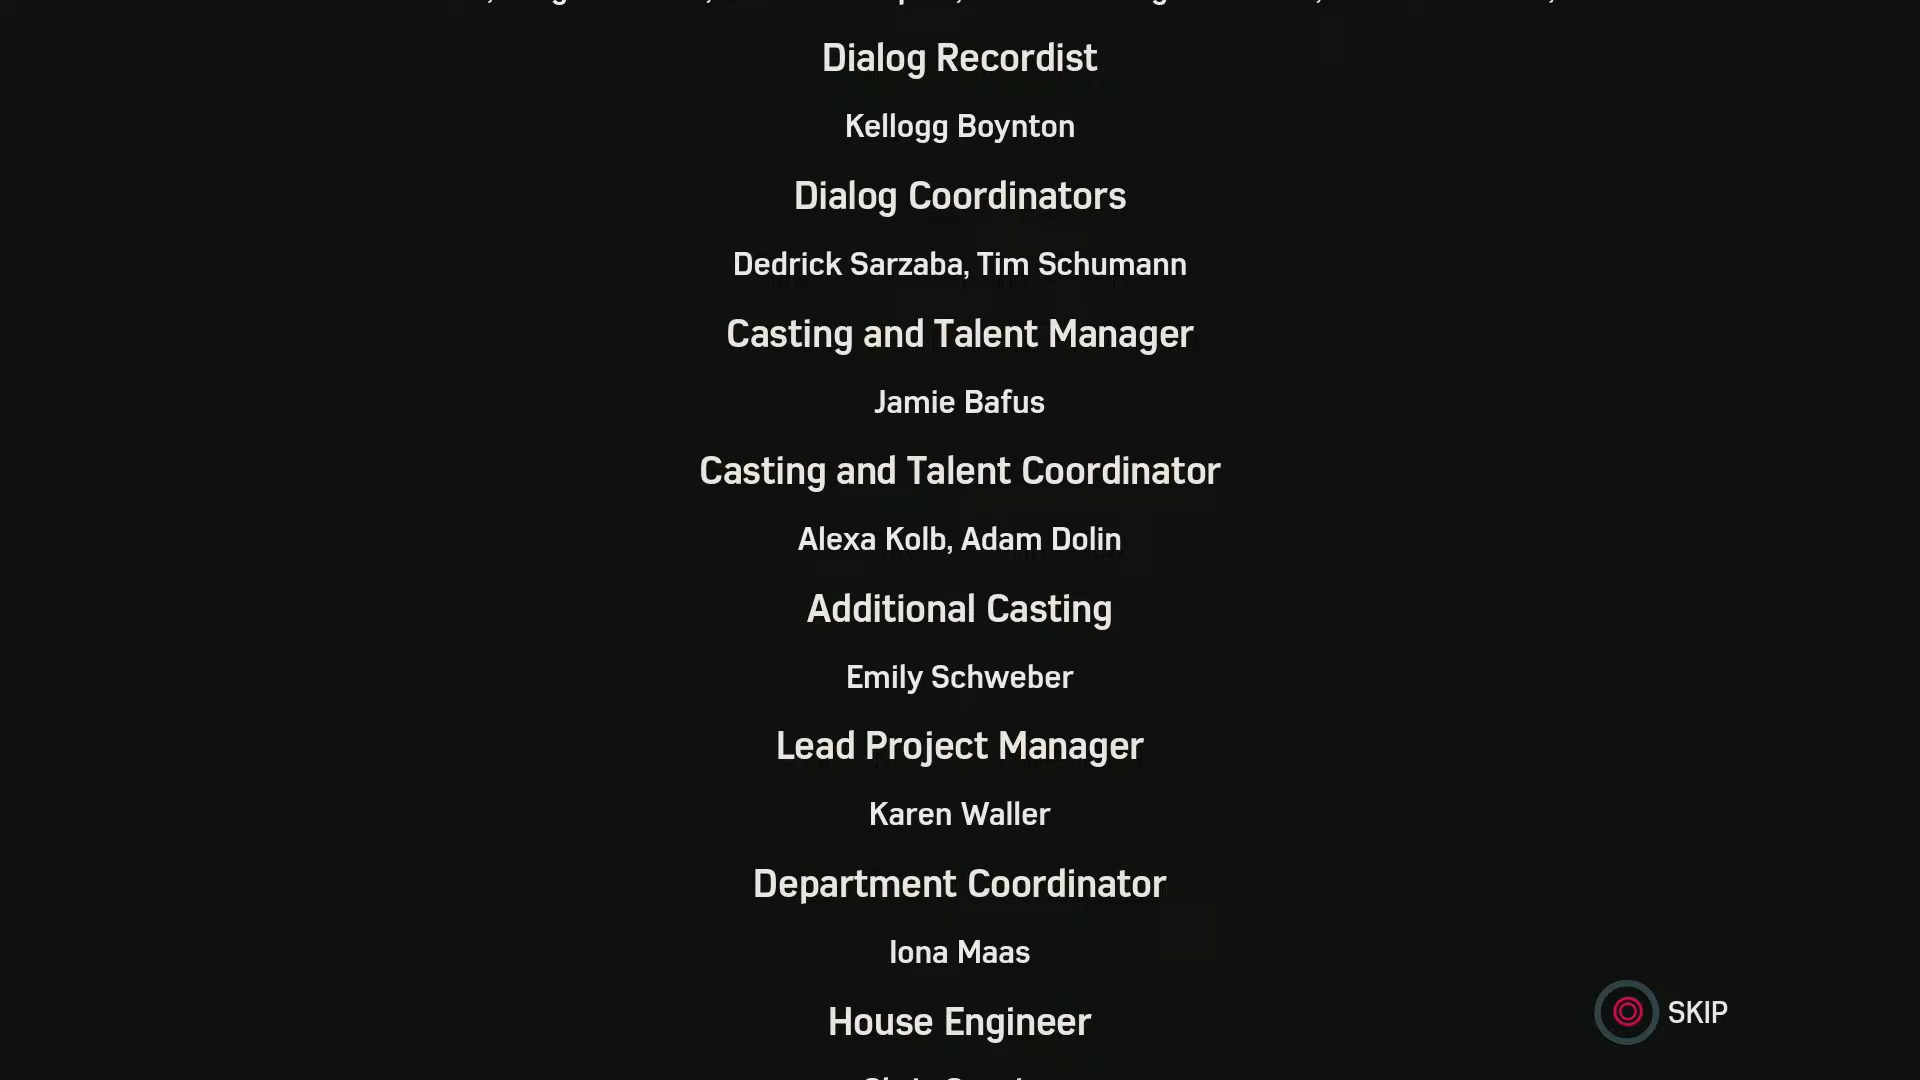 Dialog Recordist
Kellogg Boynton
Dialog Coordinators
Dedrick Sarzaba, Tim Schumann
Casting and Talent Manager
Jamie Bafus
Casting and Talent Coordinator
Alexa Kolb, Adam Dolin
Additional Casting
Emily Schweber
Lead Project Manager
Karen Waller
Department Coordinator
Iona Maas
House Engineer
SKIP